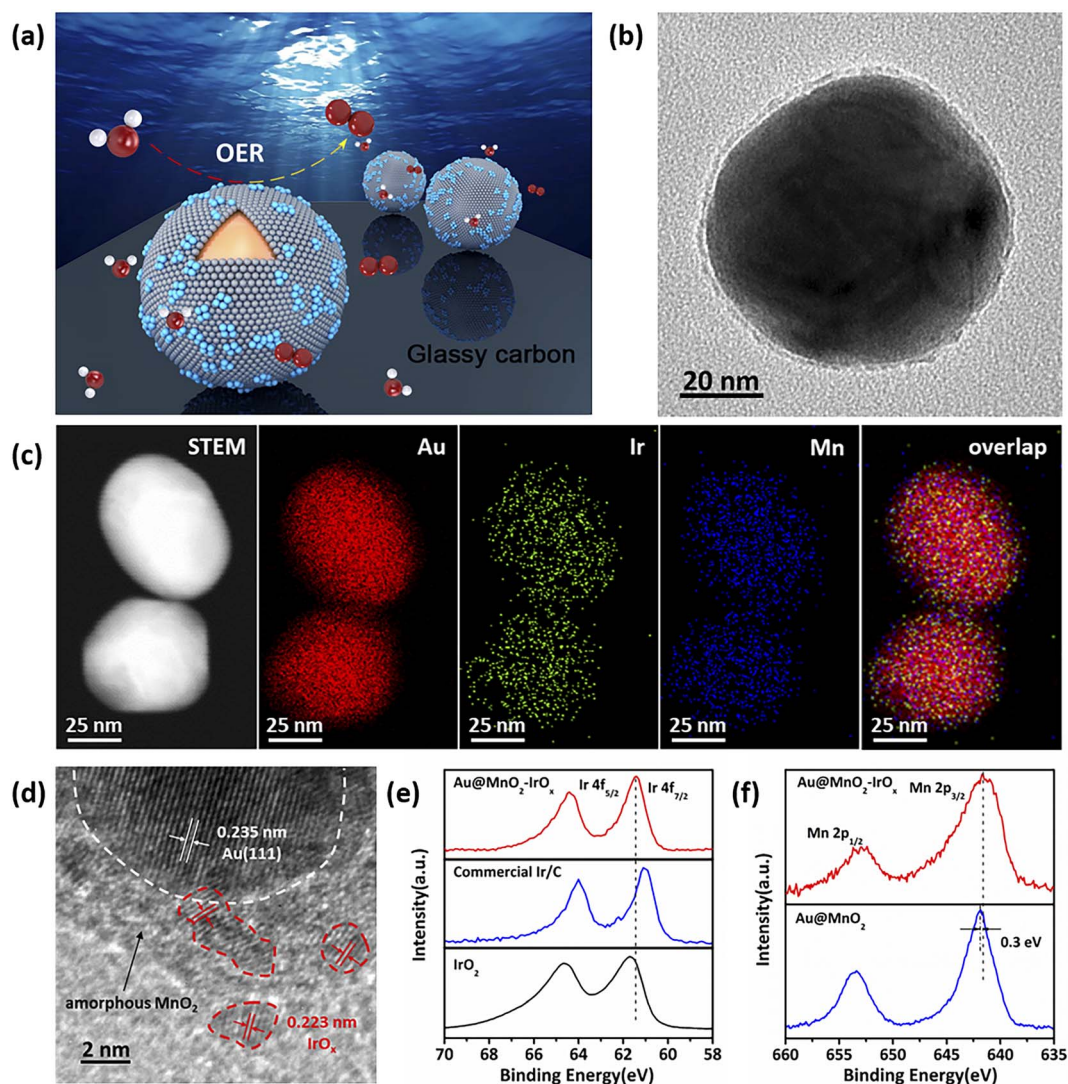 (a)
OER
Glassy carbon
(b)
20 nm
(c)
STEM
Au
Ir
Mn
overlap
25 nm
25 nm
25 nm
25 nm
25 nm
(d)
0.235 nm
Au(111)
amorphous MnO₂
0.223 nm
IrOₓ
2 nm
(e)
Au@MnO₂-IrOₓ
Ir 4f₅/₂
Ir 4f₇/₂
Commercial Ir/C
IrO₂
Intensity(a.u.)
70 68 66 64 62 60 58
Binding Energy(eV)
(f)
Au@MnO₂-IrOₓ
Mn 2p₃/₂
Mn 2p₁/₂
Au@MnO₂
0.3 eV
Intensity(a.u.)
660 655 650 645 640 635
Binding Energy(eV)